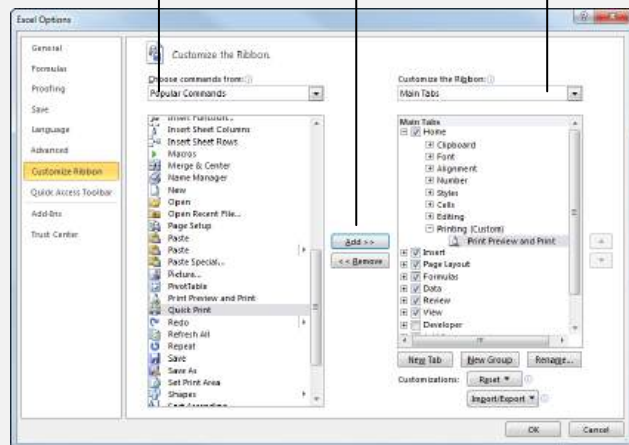 Excel Options
General
Formulas
Proofing
Save
Language
Advanced
Customize Ribbon
Quick Access Toolbar
Add-Ins
Trust Center
Customize the Ribbon.
Choose commands from:
Popular Commands
Insert Function...
Insert Sheet Columns
Insert Sheet Rows
Macros
Merge & Center
Name Manager
New
Open
Open Recent File...
Page Setup
Paste
Paste
Paste Special...
Picture...
PivotTable
Print Preview and Print
Quick Print
Redo
Refresh All
Repeat
Save
Save As
Set Print Area
Shapes
Sort Ascending
Add >>
<< Remove
Customize the Ribbon:
Main Tabs
Main Tabs
Home
Clipboard
Font
Alignment
Number
Styles
Cells
Editing
Printing (Custom)
Print Preview and Print
Insert
Page Layout
Formulas
Data
Review
View
Developer
New Tab
New Group
Rename...
Customizations:
Reset
Import/Export
OK
Cancel